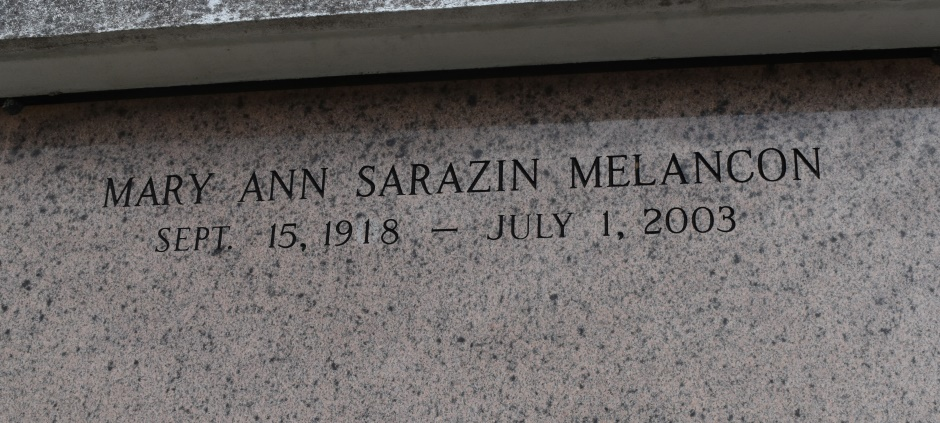 MARY ANN SARAZIN MELANCON
SEPT. 15, 1918 — JULY 1, 2003